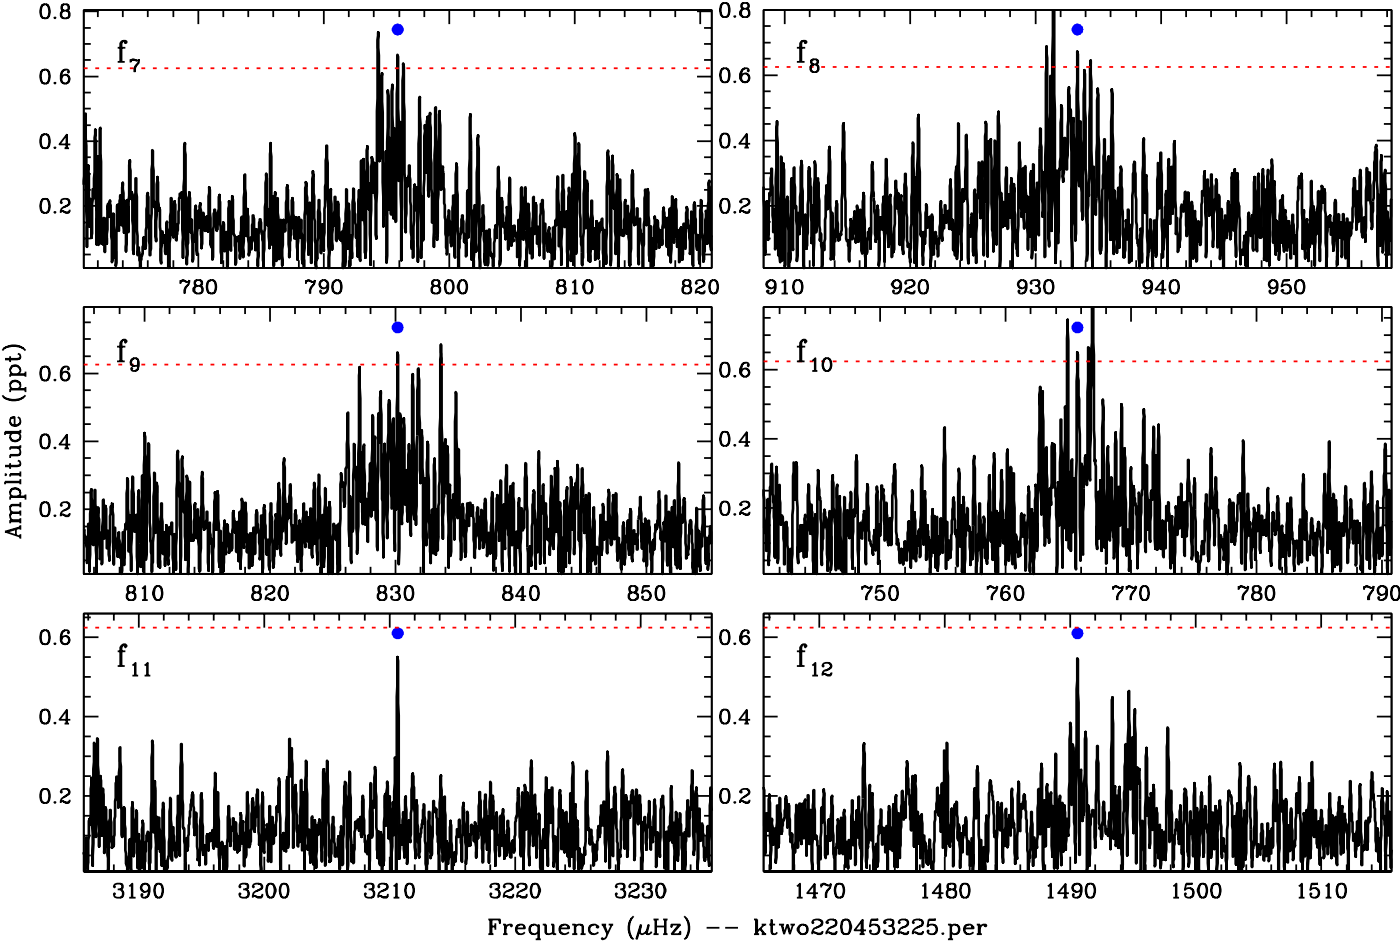 0.8
0.6
0.4
0.2
f7
780 790 800 810 820
0.8
0.6
0.4
0.2
f8
910 920 930 940 950
Amplitude (ppt)
0.6
0.4
0.2
f9
810 820 830 840 850
0.6
0.4
0.2
f10
750 760 770 780 790
0.6
0.4
0.2
f11
3190 3200 3210 3220 3230
0.6
0.4
0.2
f12
1470 1480 1490 1500 1510
Frequency (μHz) -- ktwo220453225.per